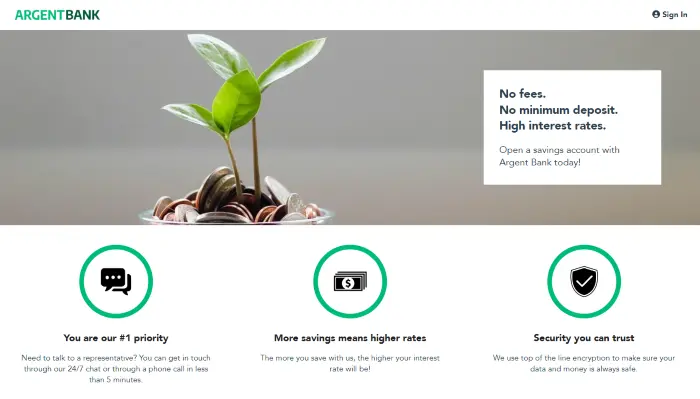 ARGENTBANK
Sign In
No fees.
No minimum deposit.
High interest rates.
Open a savings account with
Argent Bank today!
You are our #1 priority
Need to talk to a representative? You can get in touch
through our 24/7 chat or through a phone call in less
than 5 minutes.
More savings means higher rates
The more you save with us, the higher your interest
rate will be!
Security you can trust
We use top of the line encryption to make sure your
data and money is always safe.